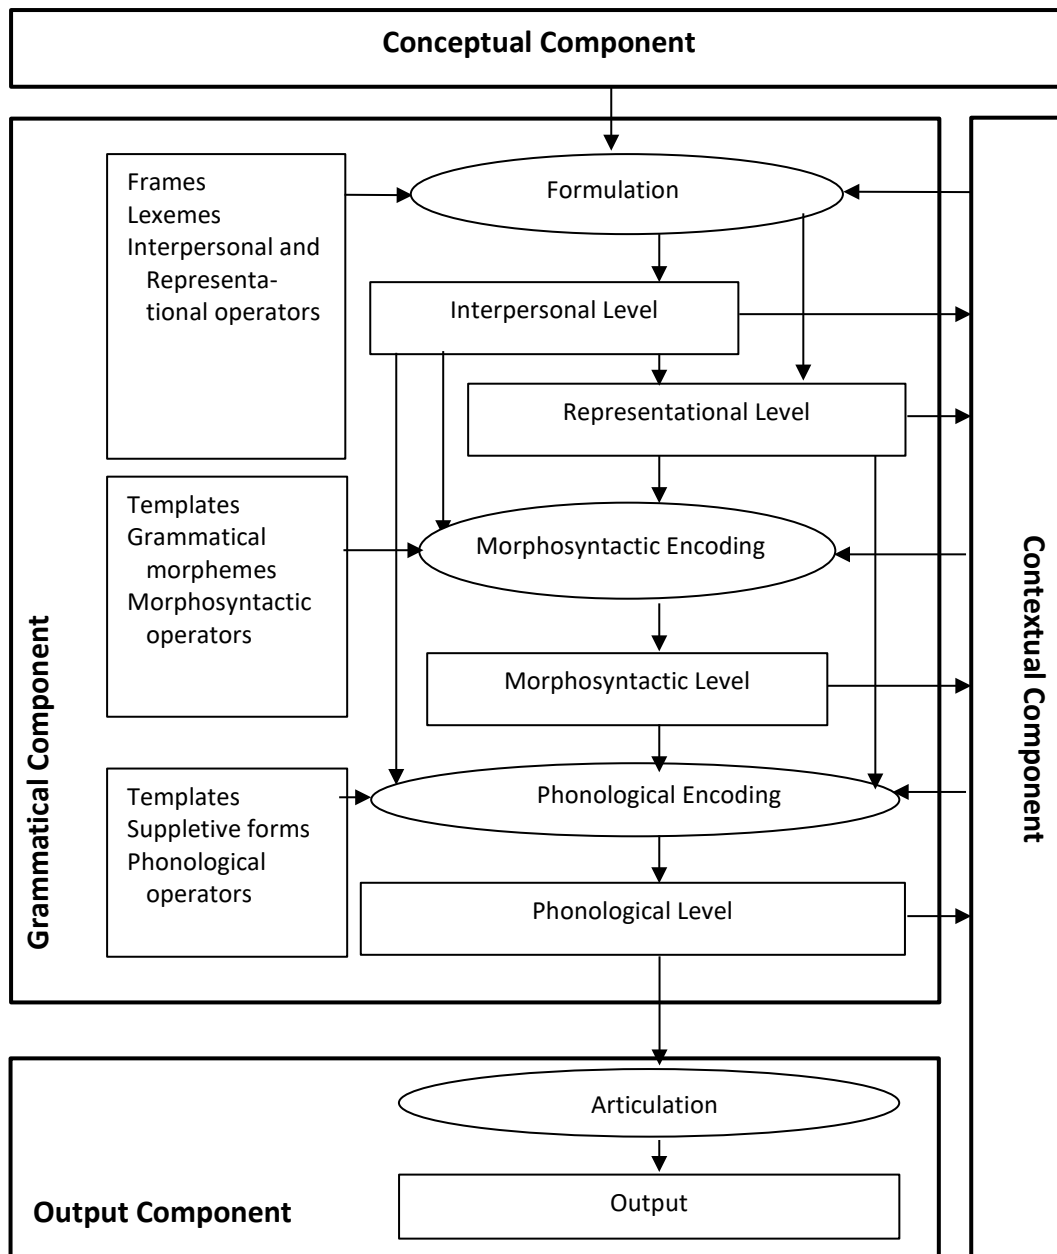 Conceptual Component
Frames
Lexemes
Interpersonal and
Representa-
tional operators
Formulation
Interpersonal Level
Representational Level
Templates
Grammatical
morphemes
Morphosyntactic
operators
Morphosyntactic Encoding
Morphosyntactic Level
Templates
Suppletive forms
Phonological
operators
Phonological Encoding
Phonological Level
Grammatical Component
Contextual Component
Articulation
Output
Output Component